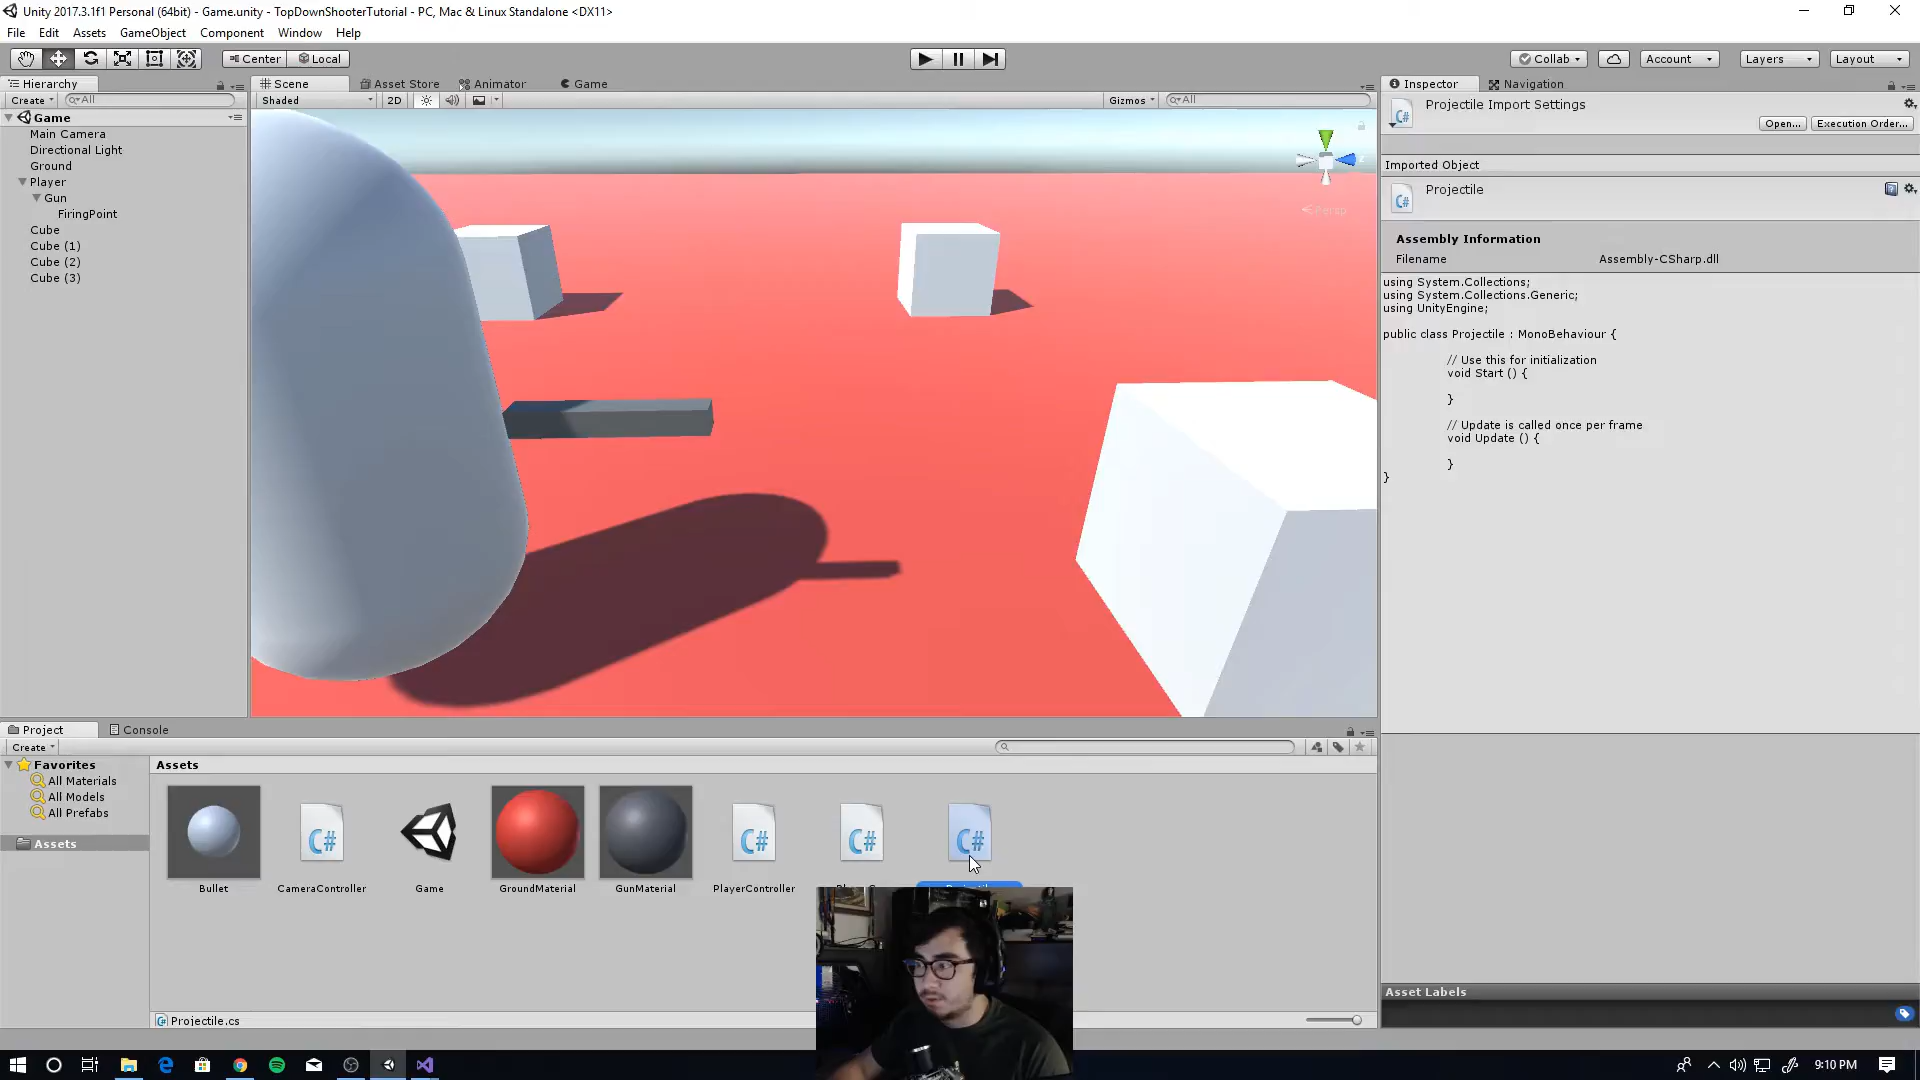 Unity 2017.3.1f1 Personal (64bit) - Game.unity - TopDownShooterTutorial - PC, Mac & Linux Standalone <DX11>
File Edit Assets GameObject Component Window Help
Center Local Collab Account Layers Layout
Hierarchy Scene Asset Store Animator Game Inspector Navigation
Create All Shaded 2D Gizmos All
Game
Main Camera
Directional Light
Ground
Player
Gun
FiringPoint
Cube
Cube (1)
Cube (2)
Cube (3)
Persp
Projectile Import Settings
Open... Execution Order...
Imported Object
Projectile
Assembly Information
Filename Assembly-CSharp.dll
using System.Collections;
using System.Collections.Generic;
using UnityEngine;
public class Projectile : MonoBehaviour {
// Use this for initialization
void Start () {
}
// Update is called once per frame
void Update () {
}
}
Project Console
Create
Favorites
All Materials
All Models
All Prefabs
Assets
Assets
C# C# C# C#
Bullet CameraController Game GroundMaterial GunMaterial PlayerController
Projectile.cs
Asset Labels
9:10 PM